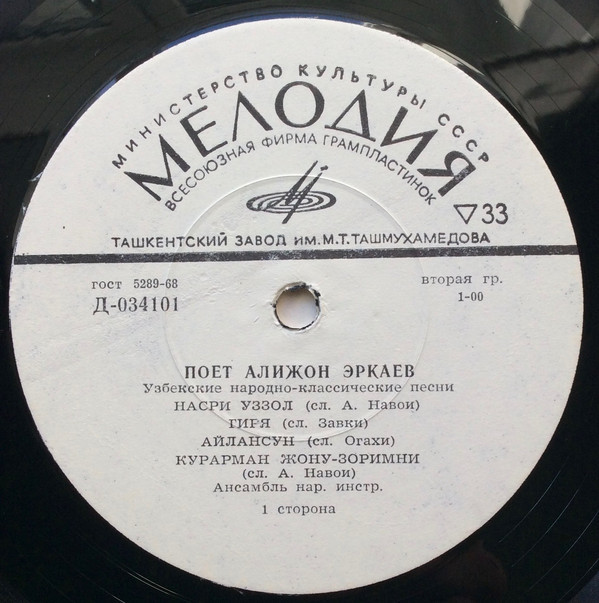 МИНИСТЕРСТВО КУЛЬТУРЫ СССР
МЕЛОДИЯ
ВСЕСОЮЗНАЯ ФИРМА ГРАМПЛАСТИНОК
▽33
ТАШКЕНТСКИЙ ЗАВОД ИМ. М.Т. ТАШМУХАМЕДОВА
гост 5289-68
вторая гр.
Д-034101
1-00
ПОЕТ АЛИЖОН ЭРКАЕВ
Узбекские народно-классические песни
НАСРИ УЗЗОЛ (сл. А. Навои)
ГИРЯ (сл. Завки)
АЙЛАНСУН (сл. Огахи)
КУРАРМАН ЖОНУ-ЗОРИМНИ
(сл. А. Навои)
Ансамбль нар. инстр.
1 сторона